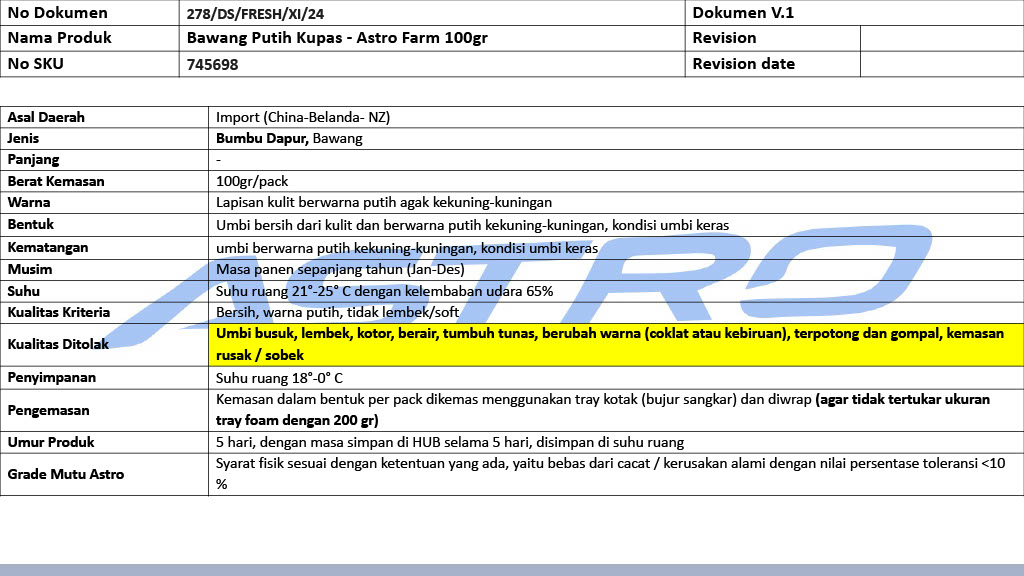 No Dokumen 278/DS/FRESH/XI/24 Dokumen V.1
Nama Produk Bawang Putih Kupas - Astro Farm 100gr Revision
No SKU 745698 Revision date
Asal Daerah Import (China-Belanda- NZ)
Jenis Bumbu Dapur, Bawang
Panjang -
Berat Kemasan 100gr/pack
Warna Lapisan kulit berwarna putih agak kekuning-kuningan
Bentuk Umbi bersih dari kulit dan berwarna putih kekuning-kuningan, kondisi umbi keras
Kematangan umbi berwarna putih kekuning-kuningan, kondisi umbi keras
Musim Masa panen sepanjang tahun (Jan-Des)
Suhu Suhu ruang 21°-25° C dengan kelembaban udara 65%
Kualitas Kriteria Bersih, warna putih, tidak lembek/soft
Kualitas Ditolak Umbi busuk, lembek, kotor, berair, tumbuh tunas, berubah warna (coklat atau kebiruan), terpotong dan gompal, kemasan
rusak / sobek
Penyimpanan Suhu ruang 18°-0° C
Pengemasan Kemasan dalam bentuk per pack dikemas menggunakan tray kotak (bujur sangkar) dan diwrap (agar tidak tertukar ukuran
tray foam dengan 200 gr)
Umur Produk 5 hari, dengan masa simpan di HUB selama 5 hari, disimpan di suhu ruang
Grade Mutu Astro Syarat fisik sesuai dengan ketentuan yang ada, yaitu bebas dari cacat / kerusakan alami dengan nilai persentase toleransi <10
%
ASTRO